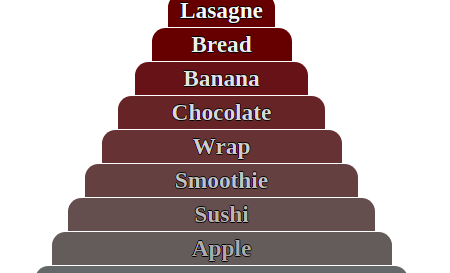 Lasagne
Bread
Banana
Chocolate
Wrap
Smoothie
Sushi
Apple